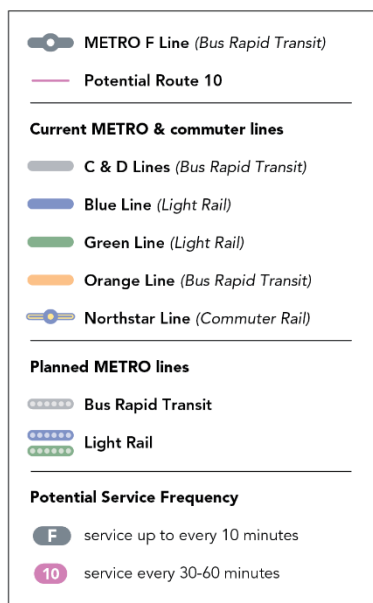 METRO F Line (Bus Rapid Transit)
Potential Route 10
Current METRO & commuter lines
C & D Lines (Bus Rapid Transit)
Blue Line (Light Rail)
Green Line (Light Rail)
Orange Line (Bus Rapid Transit)
Northstar Line (Commuter Rail)
Planned METRO lines
Bus Rapid Transit
Light Rail
Potential Service Frequency
F service up to every 10 minutes
10 service every 30-60 minutes